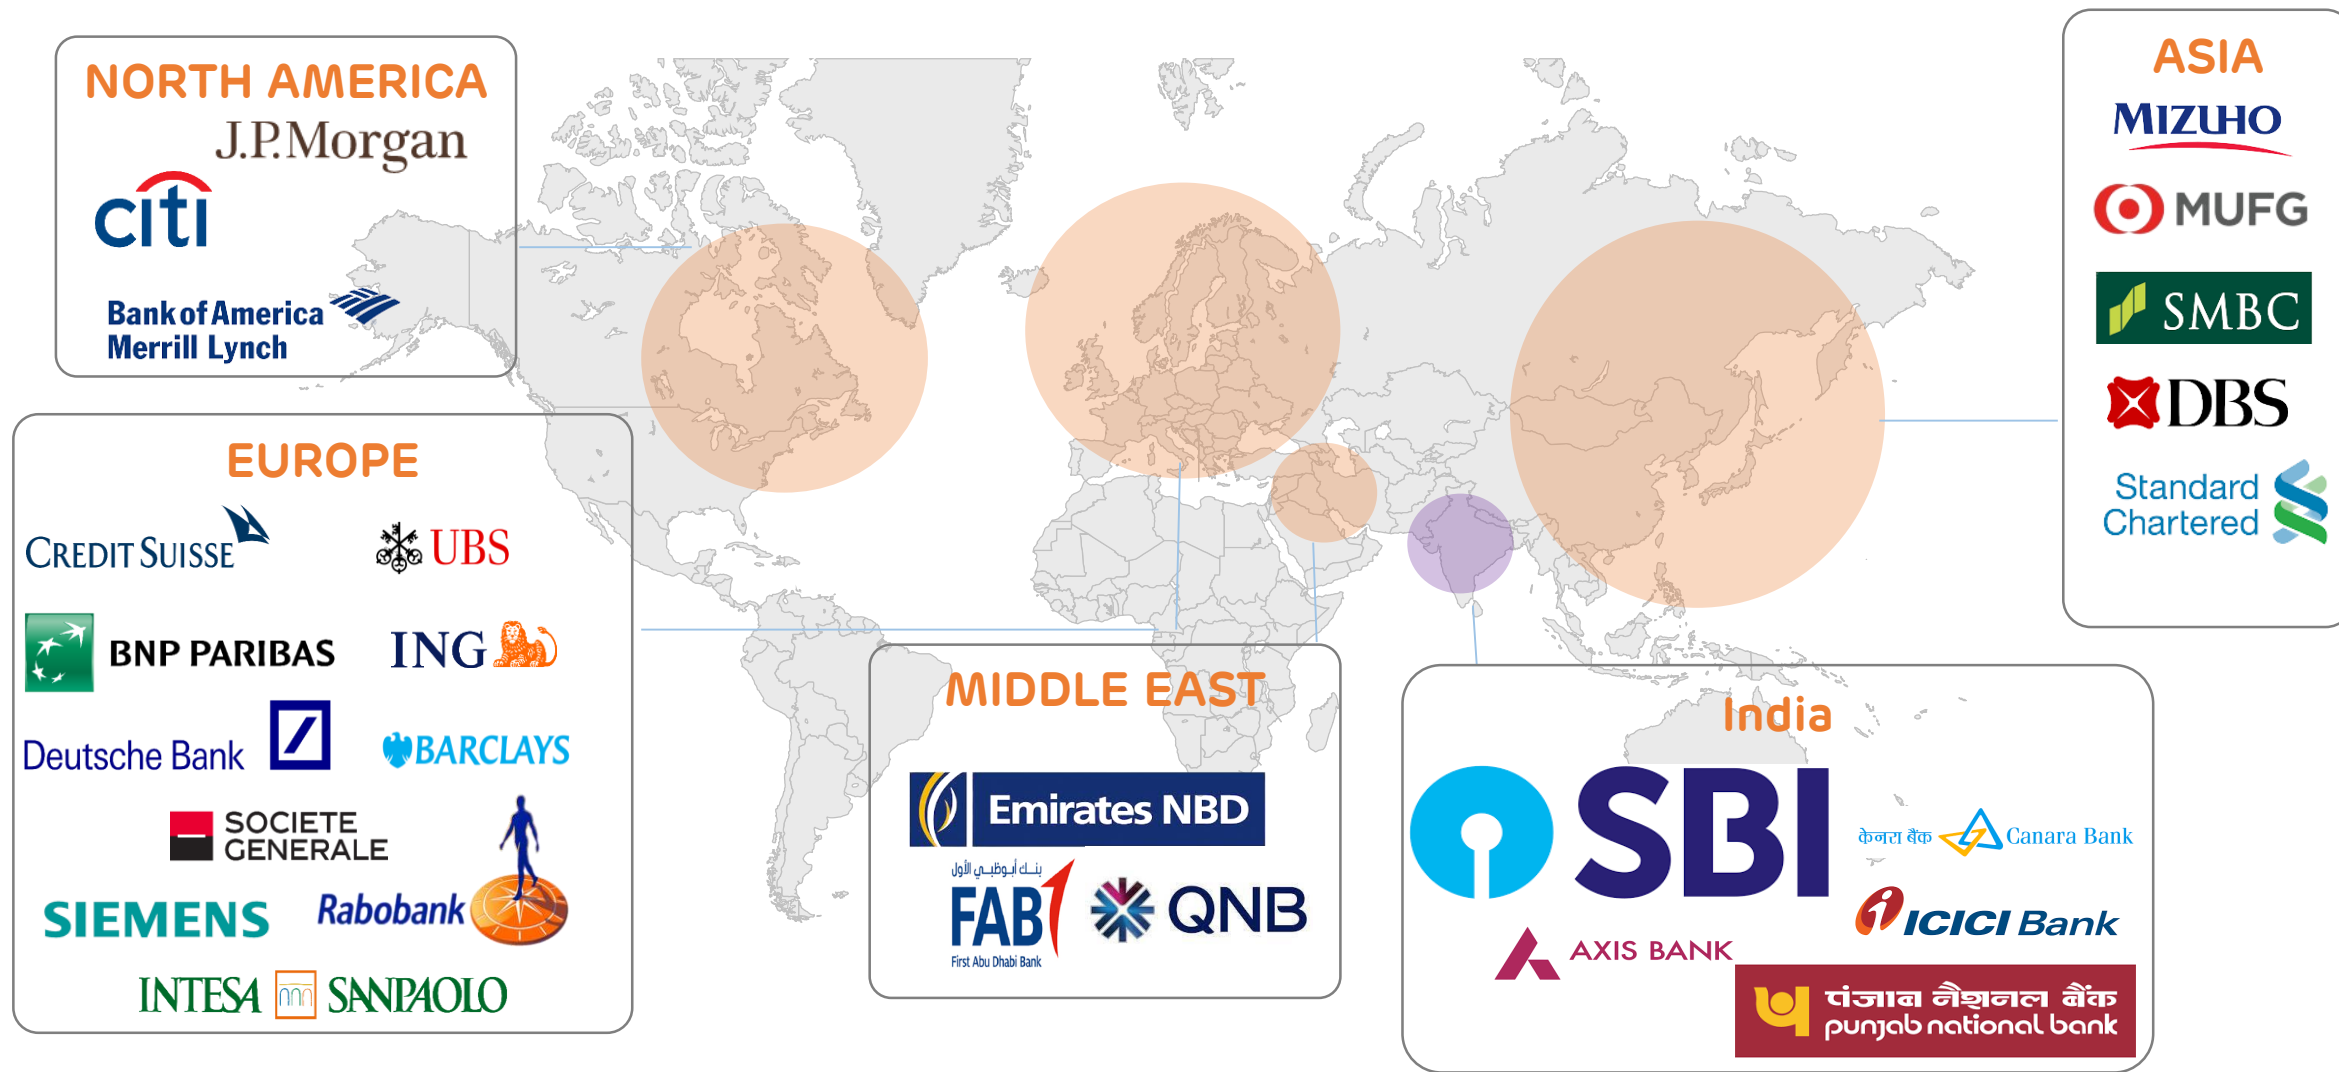 NORTH AMERICA
J.P.Morgan
citi
Bank of America
Merrill Lynch
EUROPE
CREDIT SUISSE
UBS
BNP PARIBAS
ING
Deutsche Bank
BARCLAYS
SOCIETE
GENERALE
SIEMENS
Rabobank
INTESA SANPAOLO
MIDDLE EAST
Emirates NBD
بنك أبوظبي الأول
FAB
First Abu Dhabi Bank
QNB
India
SBI
केनरा बैंक Canara Bank
ICICI Bank
AXIS BANK
पंजाब नैशनल बैंक
punjab national bank
ASIA
MIZUHO
MUFG
SMBC
DBS
Standard
Chartered